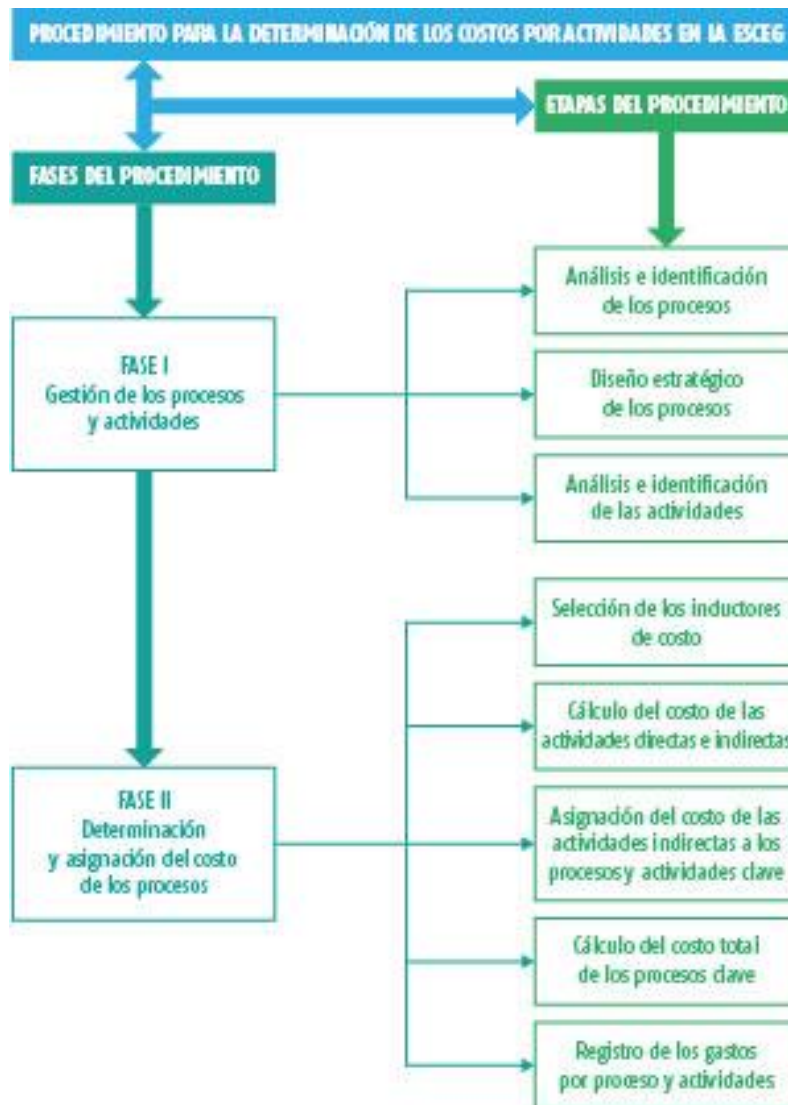 PROCEDIMIENTO PARA LA DETERMINACIÓN DE LOS COSTOS POR ACTIVIDADES EN LA ESCEG
ETAPAS DEL PROCEDIMIENTO
FASES DEL PROCEDIMIENTO
Análisis e identificación
de los procesos
FASE I
Gestión de los procesos
y actividades
Diseño estratégico
de los procesos
Análisis e identificación
de las actividades
Selección de los inductores
de costo
Cálculo del costo de las
actividades directas e indirectas
FASE II
Determinación
y asignación del costo
de los procesos
Asignación del costo de las
actividades indirectas a los
procesos y actividades clave
Cálculo del costo total
de los procesos clave
Registro de los gastos
por proceso y actividades